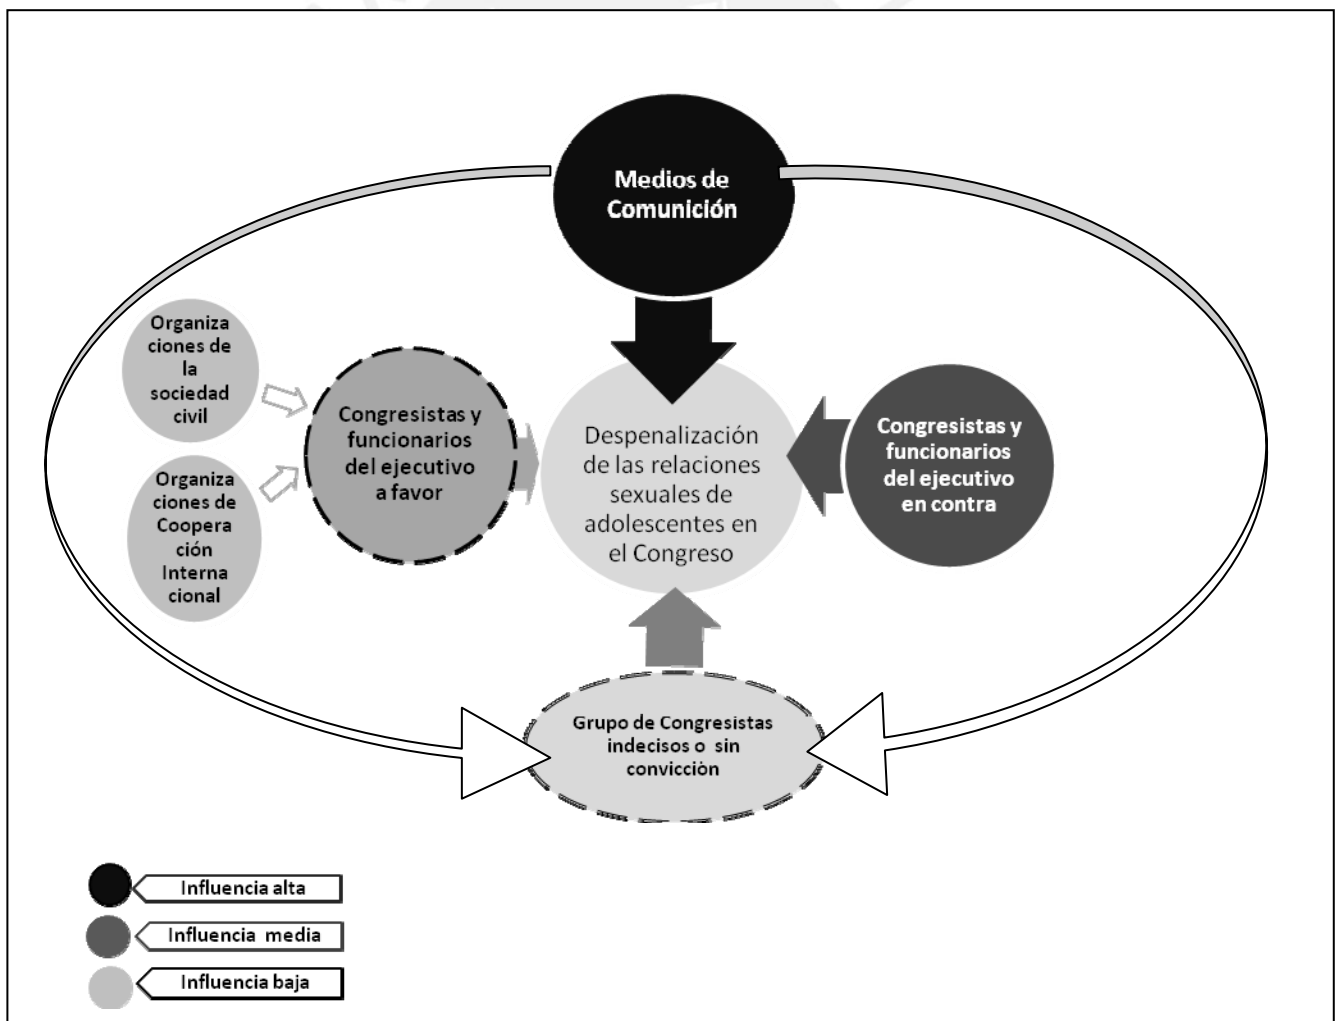 Medios de
Comunición
Organiza
ciones de
la
sociedad
civil
Congresistas y
funcionarios
del ejecutivo
a favor
Despenalización
de las relaciones
sexuales de
adolescentes en
el Congreso
Congresistas y
funcionarios
del ejecutivo
en contra
Organiza
ciones de
Coopera
ción
Interna
cional
Grupo de Congresistas
indecisos o sin
convicciòn
Influencia alta
Influencia media
Influencia baja